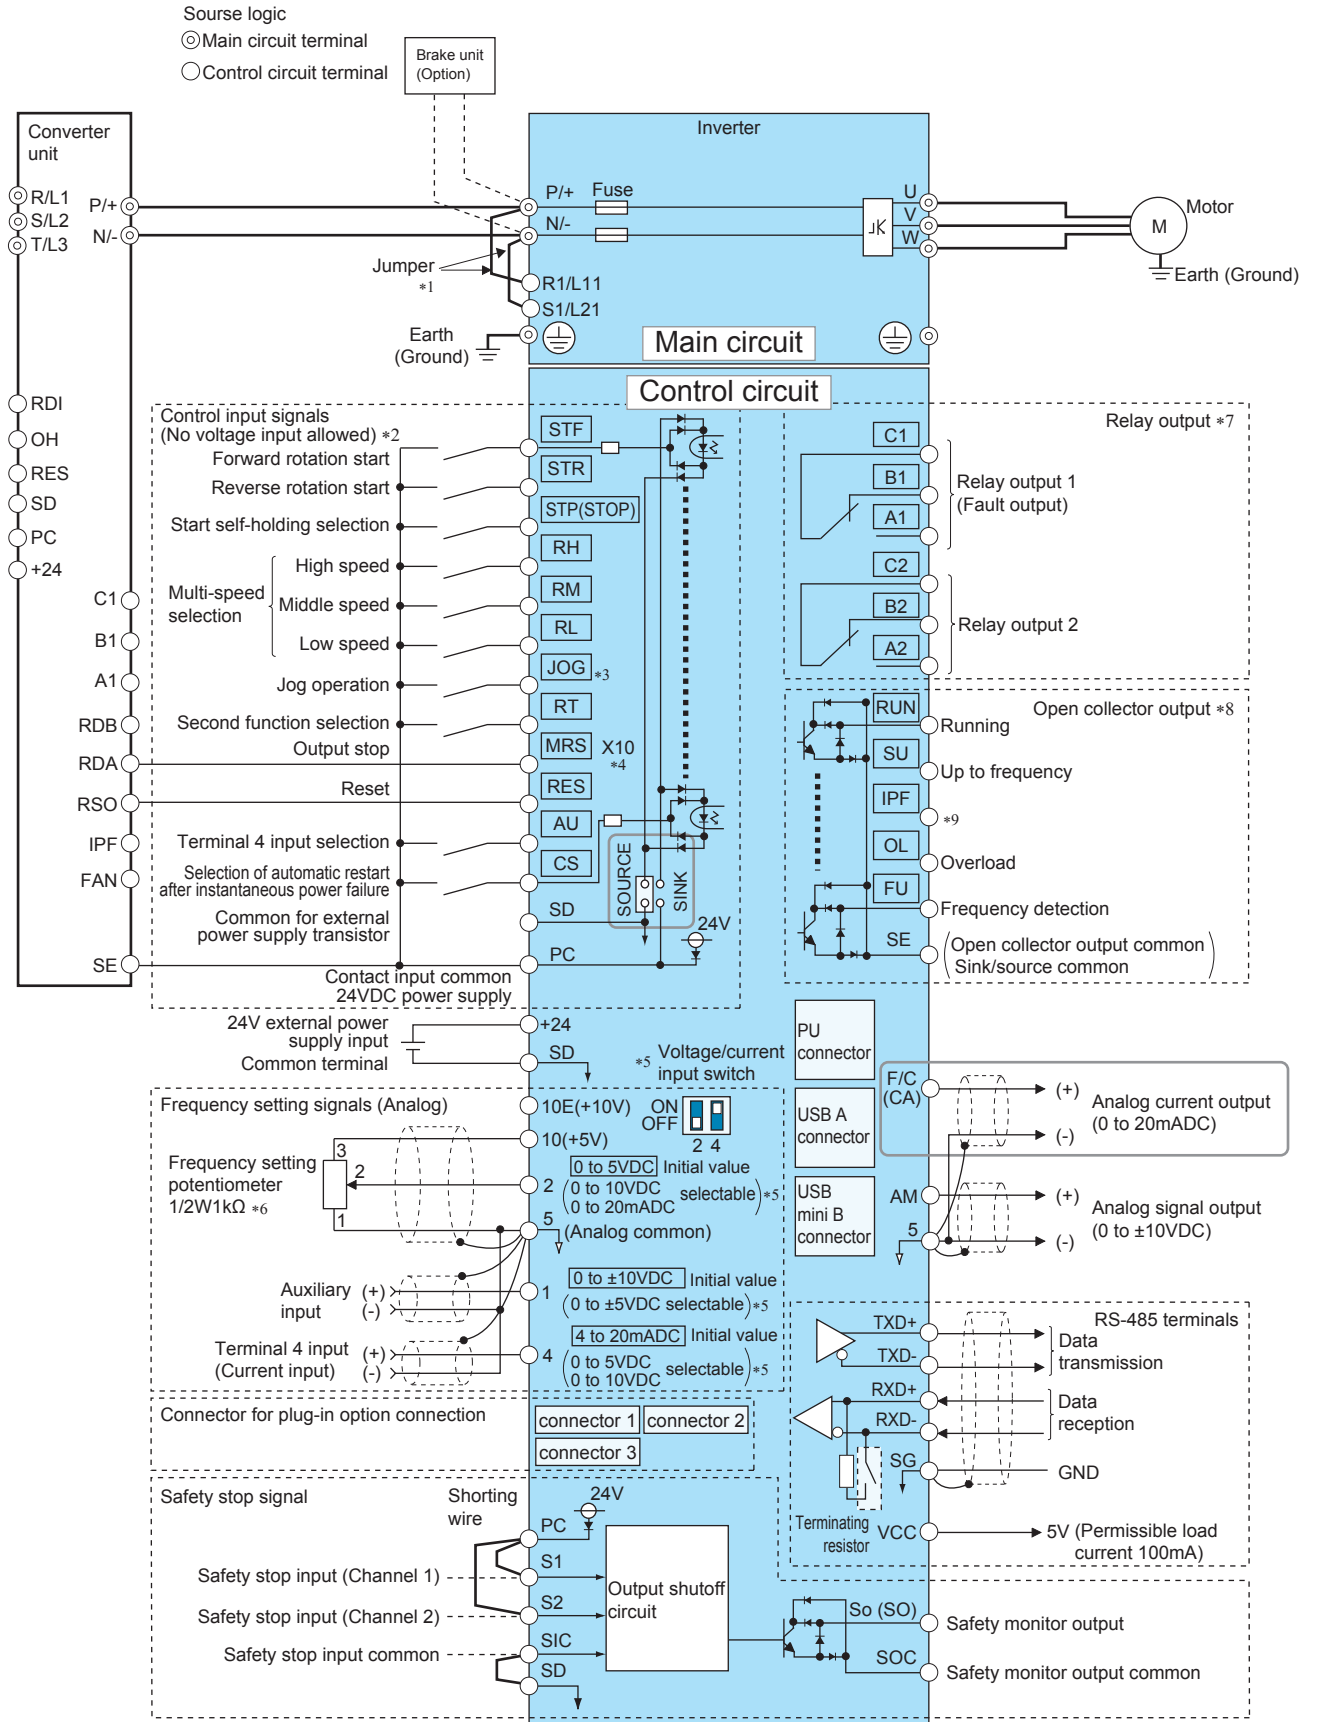 Sourse logic
Main circuit terminal
Control circuit terminal
Brake unit
(Option)
Converter
unit
R/L1
S/L2
T/L3
P/+
N/-
Inverter
P/+
Fuse
N/-
U
V
W
Motor
M
Earth (Ground)
Jumper
*1
R1/L11
S1/L21
Earth
(Ground)
Main circuit
Control circuit
RDI
OH
RES
SD
PC
+24
C1
B1
A1
RDB
RDA
RSO
IPF
FAN
SE
Control input signals
(No voltage input allowed) *2
Forward rotation start
Reverse rotation start
Start self-holding selection
Multi-speed
selection
High speed
Middle speed
Low speed
Jog operation
Second function selection
Output stop
Reset
Terminal 4 input selection
Selection of automatic restart
after instantaneous power failure
Common for external
power supply transistor
Contact input common
24VDC power supply
STF
STR
STP(STOP)
RH
RM
RL
JOG *3
RT
MRS X10
*4
RES
AU
CS
SD
PC
SOURCE
SINK
24V
Relay output *7
C1
B1
A1
Relay output 1
(Fault output)
C2
B2
A2
Relay output 2
Open collector output *8
RUN
Running
SU
Up to frequency
IPF
*9
OL
Overload
FU
Frequency detection
SE
Open collector output common
Sink/source common
24V external power
supply input
Common terminal
+24
SD
*5 Voltage/current
input switch
PU
connector
USB A
connector
USB
mini B
connector
F/C
(CA)
(+)
(-)
Analog current output
(0 to 20mADC)
AM
5
(+)
(-)
Analog signal output
(0 to ±10VDC)
Frequency setting signals (Analog)
10E(+10V)
ON
OFF
2 4
10(+5V)
Frequency setting
potentiometer
1/2W1kΩ *6
3
2
1
0 to 5VDC Initial value
2
0 to 10VDC
0 to 20mADC
selectable *5
5
(Analog common)
Auxiliary
input
(+)
(-)
1
0 to ±10VDC Initial value
(0 to ±5VDC selectable) *5
Terminal 4 input
(Current input)
(+)
(-)
4
4 to 20mADC Initial value
0 to 5VDC
0 to 10VDC
selectable *5
RS-485 terminals
TXD+
TXD-
Data
transmission
RXD+
RXD-
Data
reception
SG
GND
Terminating
resistor
VCC
5V (Permissible load
current 100mA)
Connector for plug-in option connection
connector 1
connector 2
connector 3
Safety stop signal
Shorting
wire
24V
PC
S1
S2
SIC
SD
Safety stop input (Channel 1)
Safety stop input (Channel 2)
Safety stop input common
Output shutoff
circuit
So (SO)
Safety monitor output
SOC
Safety monitor output common